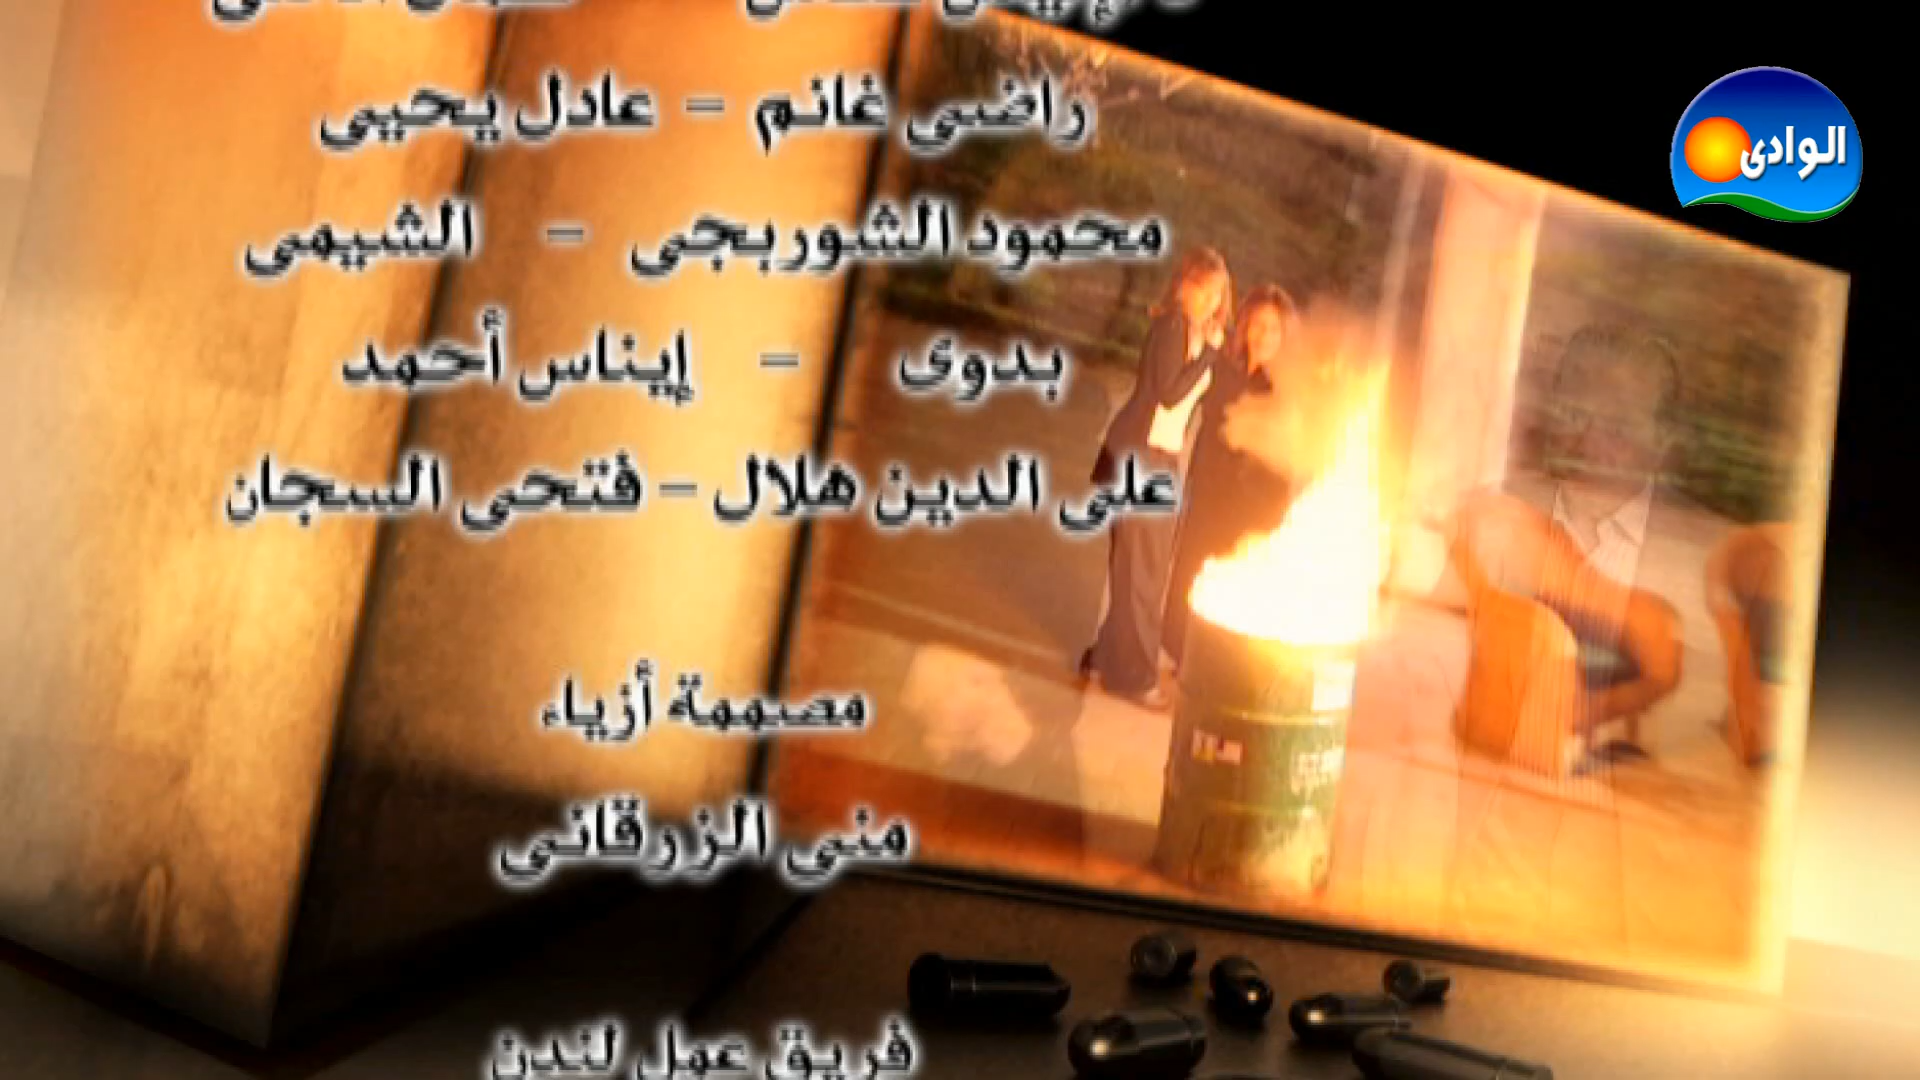 راضى غانم - عادل يحيى
الوادى
محمود الشوربجى - الشيمى
بدوى - إيناس أحمد
على الدين هلال - فتحى السجان
مصممة أزياء
منى الزرقانى
فريق عمل لندن